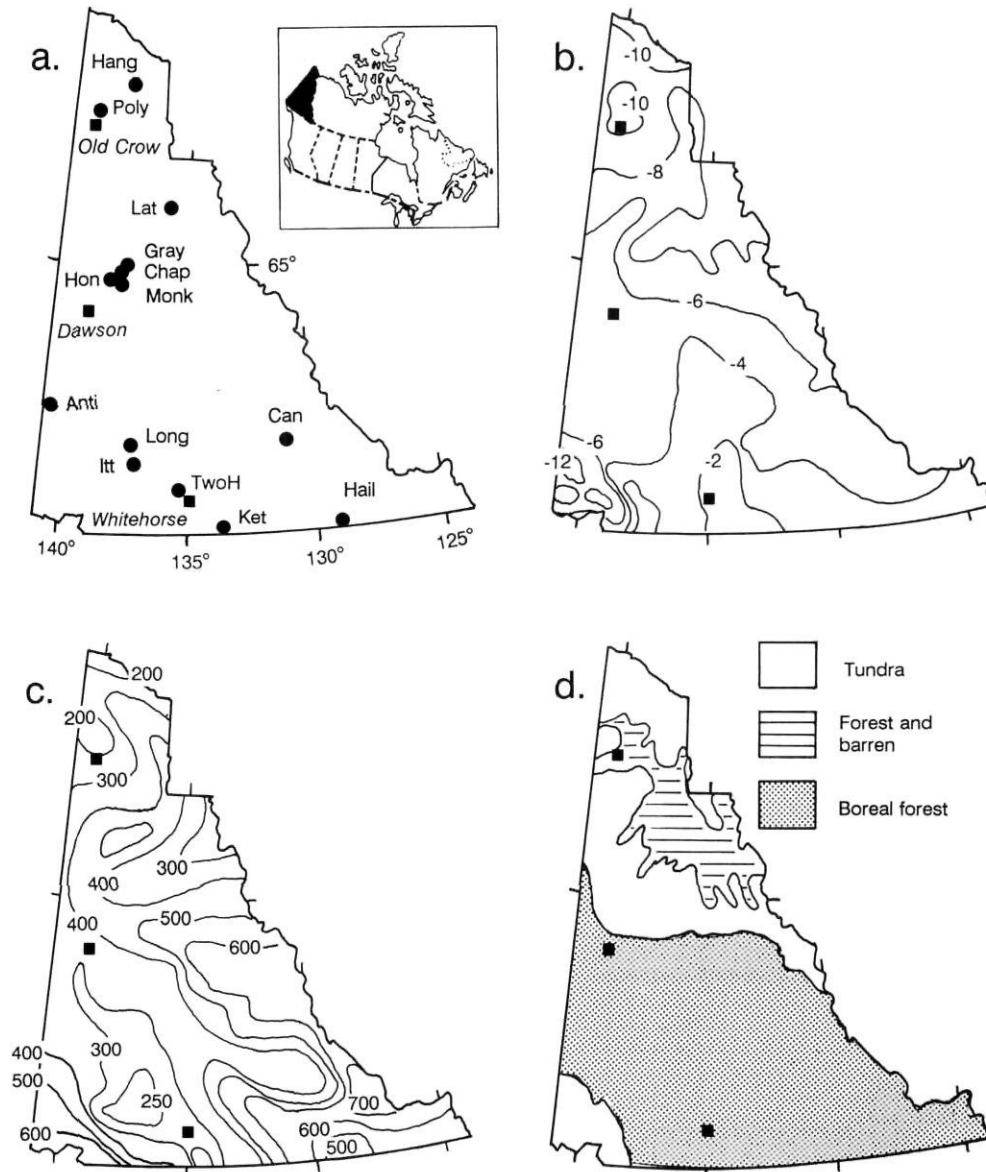 a.
Hang
Poly
Old Crow
Lat
Gray
Chap
Hon
Monk
65°
Dawson
Anti
Long
Can
Itt
TwoH
Hail
Whitehorse
Ket
140°
135°
130°
125°
b.
-10
-10
-8
-6
-4
-6
-12
-2
c.
200
200
300
300
400
400
500
600
400
300
500
250
700
600
600
500
d.
Tundra
Forest and
barren
Boreal forest